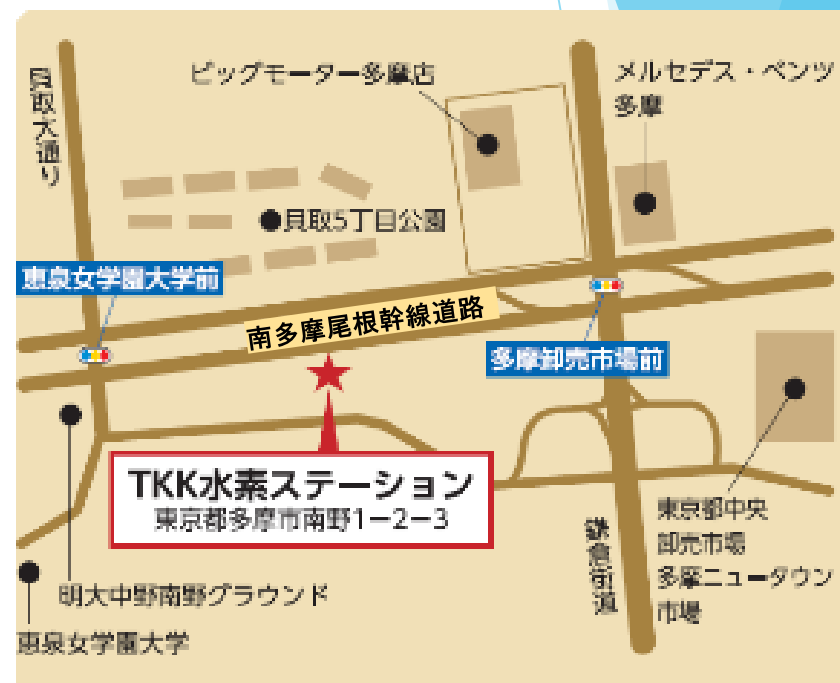 ビッグモーター多摩店
メルセデス・ベンツ
多摩
貝取大通り
貝取5丁目公園
恵泉女学園大学前
南多摩尾根幹線道路
多摩卸売市場前
TKK水素ステーション
東京都多摩市南野1ー2ー3
東京都中央
卸売市場
多摩ニュータウン
市場
鎌倉街道
明大中野南野グラウンド
恵泉女学園大学